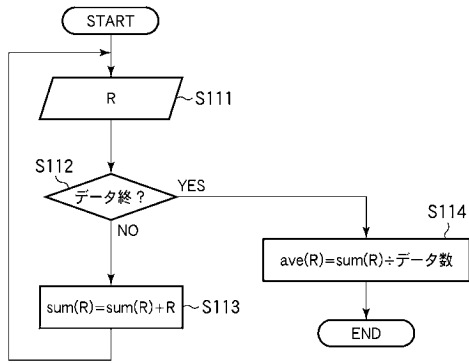 START
R
S111
S112
データ終？
YES
NO
S114
ave(R)=sum(R)÷データ数
sum(R)=sum(R)+R
S113
END